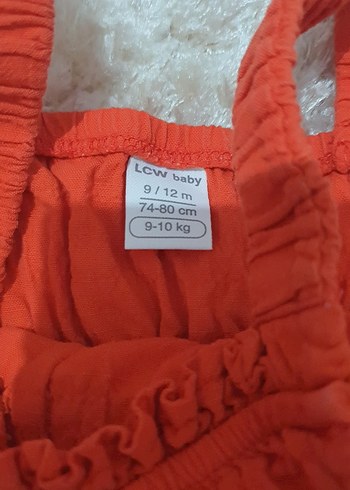 LCW baby
9 / 12 m
74-80 cm
9-10 kg